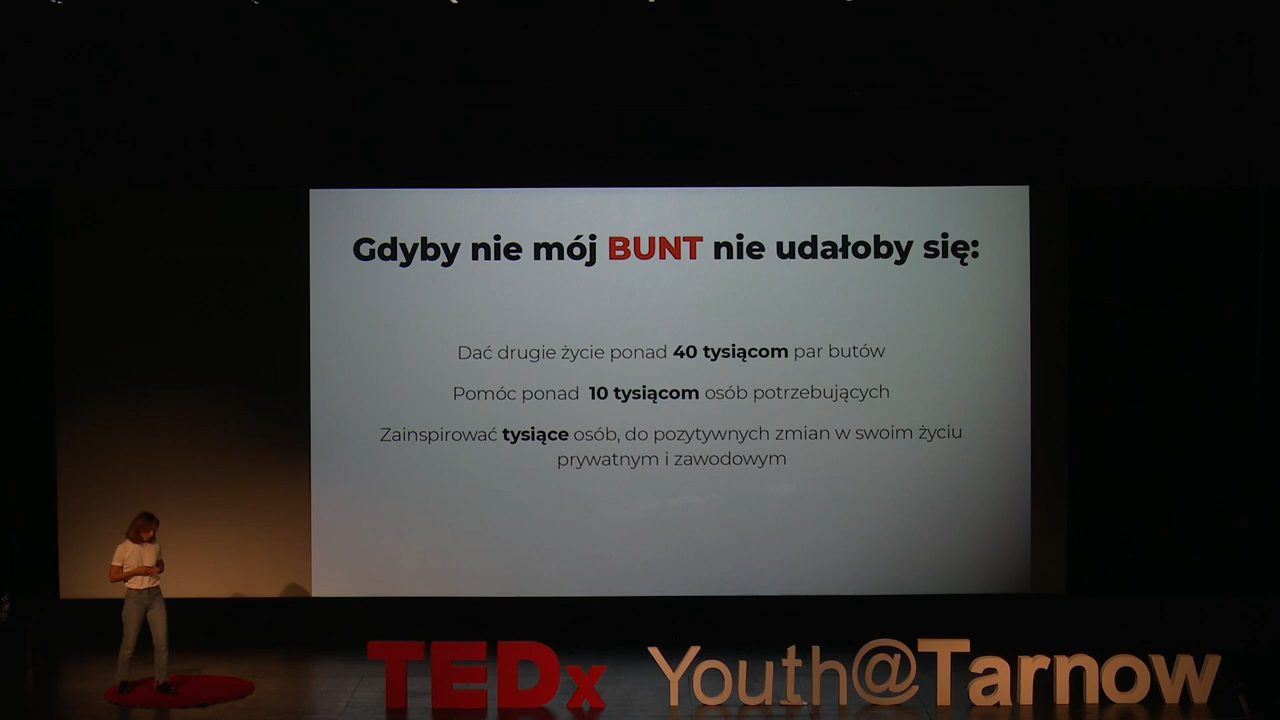 Gdyby nie mój BUNT nie udałoby się:
Dać drugie życie ponad 40 tysiącom par butów
Pomóc ponad 10 tysiącom osób potrzebujących
Zainspirować tysiące osób, do pozytywnych zmian w swoim życiu
prywatnym i zawodowym
TEDx Youth@Tarnow